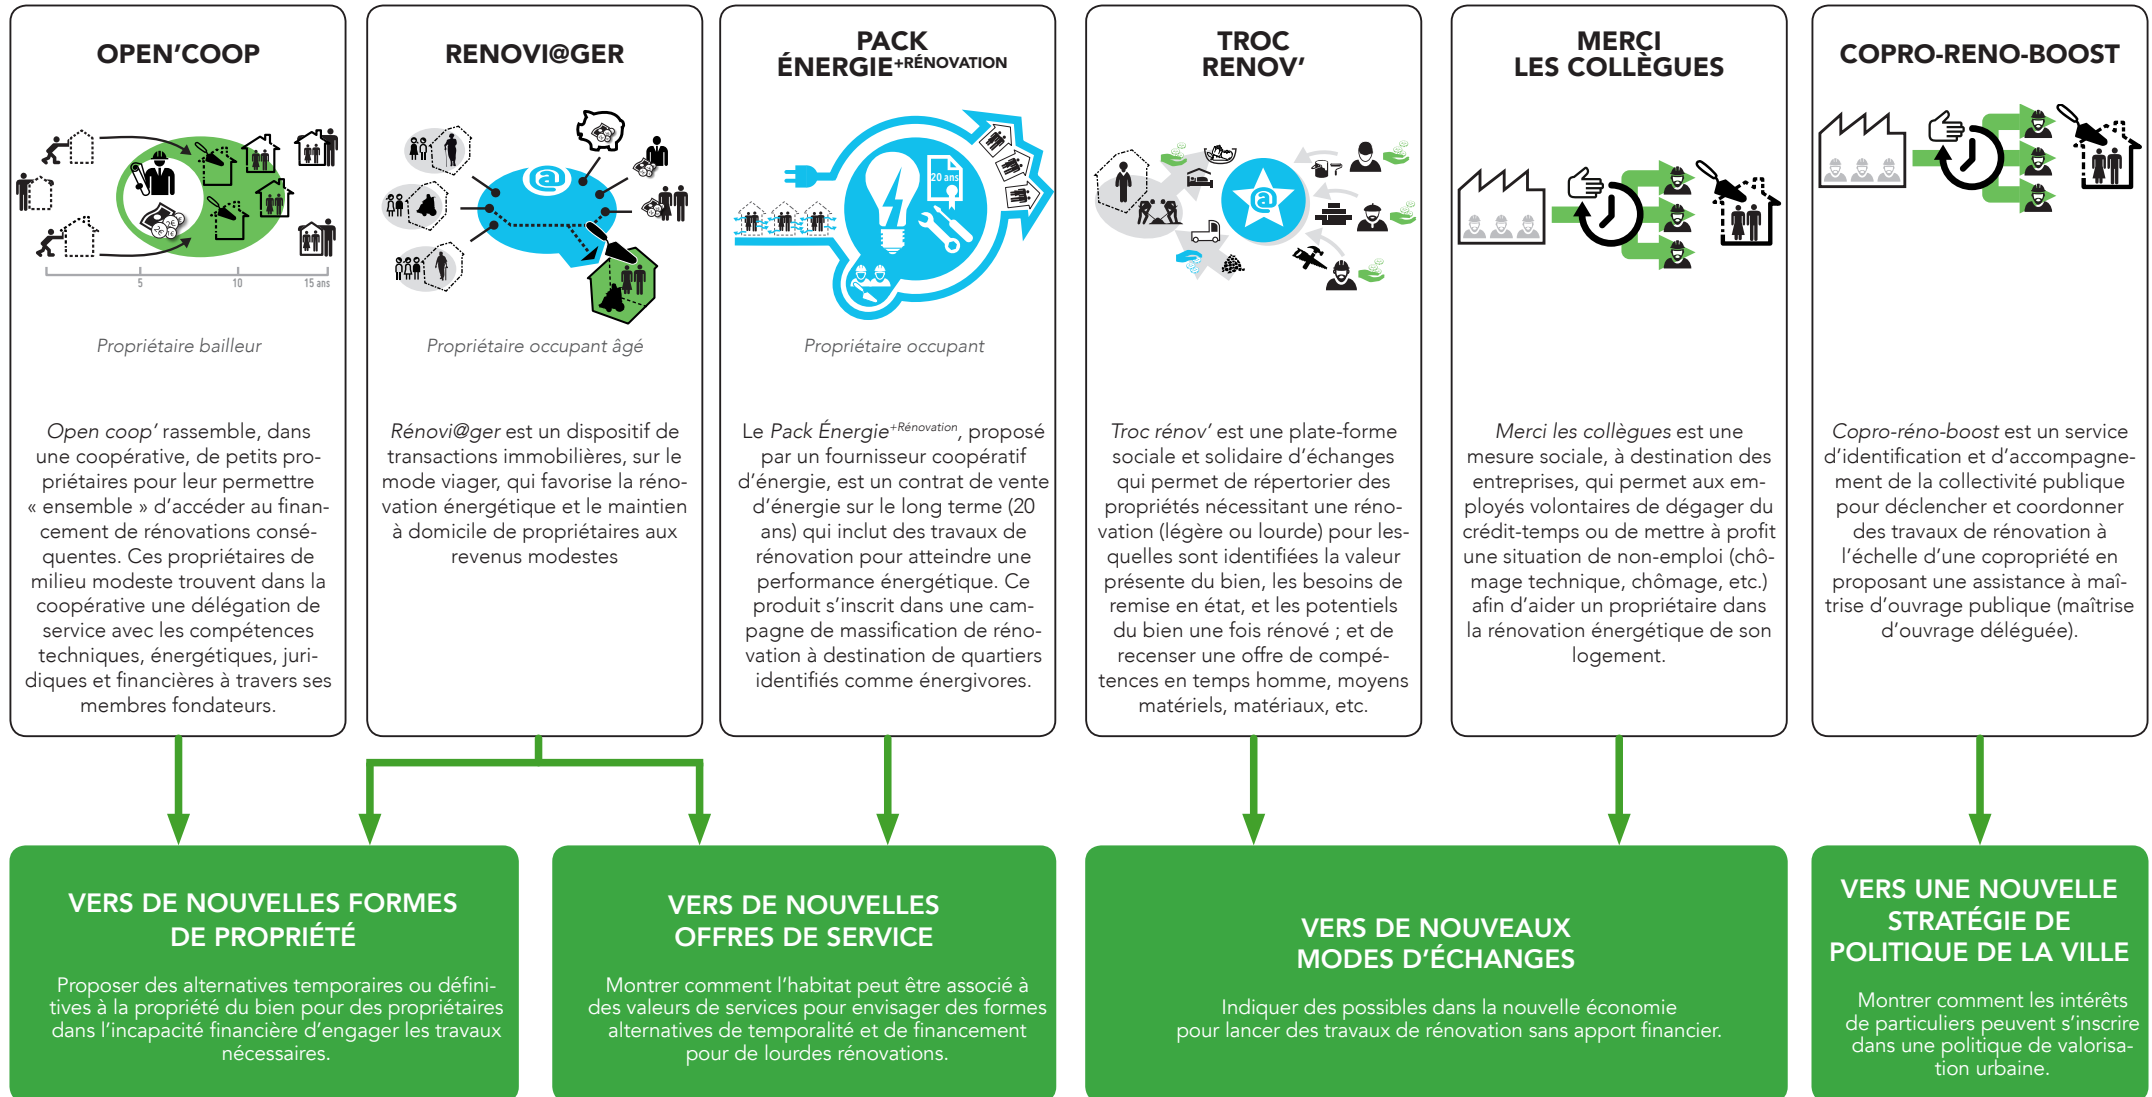 OPEN'COOP
5
10
15 ans
Propriétaire bailleur
Open coop' rassemble, dans
une coopérative, de petits pro-
priétaires pour leur permettre
« ensemble » d'accéder au finan-
cement de rénovations consé-
quentes. Ces propriétaires de
milieu modeste trouvent dans la
coopérative une délégation de
service avec les compétences
techniques, énergétiques, juri-
diques et financières à travers ses
membres fondateurs.
RENOVI@GER
@
Propriétaire occupant âgé
Rénovi@ger est un dispositif de
transactions immobilières, sur le
mode viager, qui favorise la réno-
vation énergétique et le maintien
à domicile de propriétaires aux
revenus modestes
PACK
ÉNERGIE+RÉNOVATION
20 ans
Propriétaire occupant
Le Pack Énergie+Rénovation, proposé
par un fournisseur coopératif
d'énergie, est un contrat de vente
d'énergie sur le long terme (20
ans) qui inclut des travaux de
rénovation pour atteindre une
performance énergétique. Ce
produit s'inscrit dans une cam-
pagne de massification de réno-
vation à destination de quartiers
identifiés comme énergivores.
TROC
RENOV'
@
Troc rénov' est une plate-forme
sociale et solidaire d'échanges
qui permet de répertorier des
propriétés nécessitant une réno-
vation (légère ou lourde) pour les-
quelles sont identifiées la valeur
présente du bien, les besoins de
remise en état, et les potentiels
du bien une fois rénové ; et de
recenser une offre de compé-
tences en temps homme, moyens
matériels, matériaux, etc.
MERCI
LES COLLÈGUES
Merci les collègues est une
mesure sociale, à destination des
entreprises, qui permet aux em-
ployés volontaires de dégager du
crédit-temps ou de mettre à profit
une situation de non-emploi (chô-
mage technique, chômage, etc.)
afin d'aider un propriétaire dans
la rénovation énergétique de son
logement.
COPRO-RENO-BOOST
Copro-réno-boost est un service
d'identification et d'accompagne-
ment de la collectivité publique
pour déclencher et coordonner
des travaux de rénovation à
l'échelle d'une copropriété en
proposant une assistance à maî-
trise d'ouvrage publique (maîtrise
d'ouvrage déléguée).
VERS DE NOUVELLES FORMES
DE PROPRIÉTÉ
Proposer des alternatives temporaires ou défini-
tives à la propriété du bien pour des propriétaires
dans l'incapacité financière d'engager les travaux
nécessaires.
VERS DE NOUVELLES
OFFRES DE SERVICE
Montrer comment l'habitat peut être associé à
des valeurs de services pour envisager des formes
alternatives de temporalité et de financement
pour de lourdes rénovations.
VERS DE NOUVEAUX
MODES D'ÉCHANGES
Indiquer des possibles dans la nouvelle économie
pour lancer des travaux de rénovation sans apport financier.
VERS UNE NOUVELLE
STRATÉGIE DE
POLITIQUE DE LA VILLE
Montrer comment les intérêts
de particuliers peuvent s'inscrire
dans une politique de valorisa-
tion urbaine.